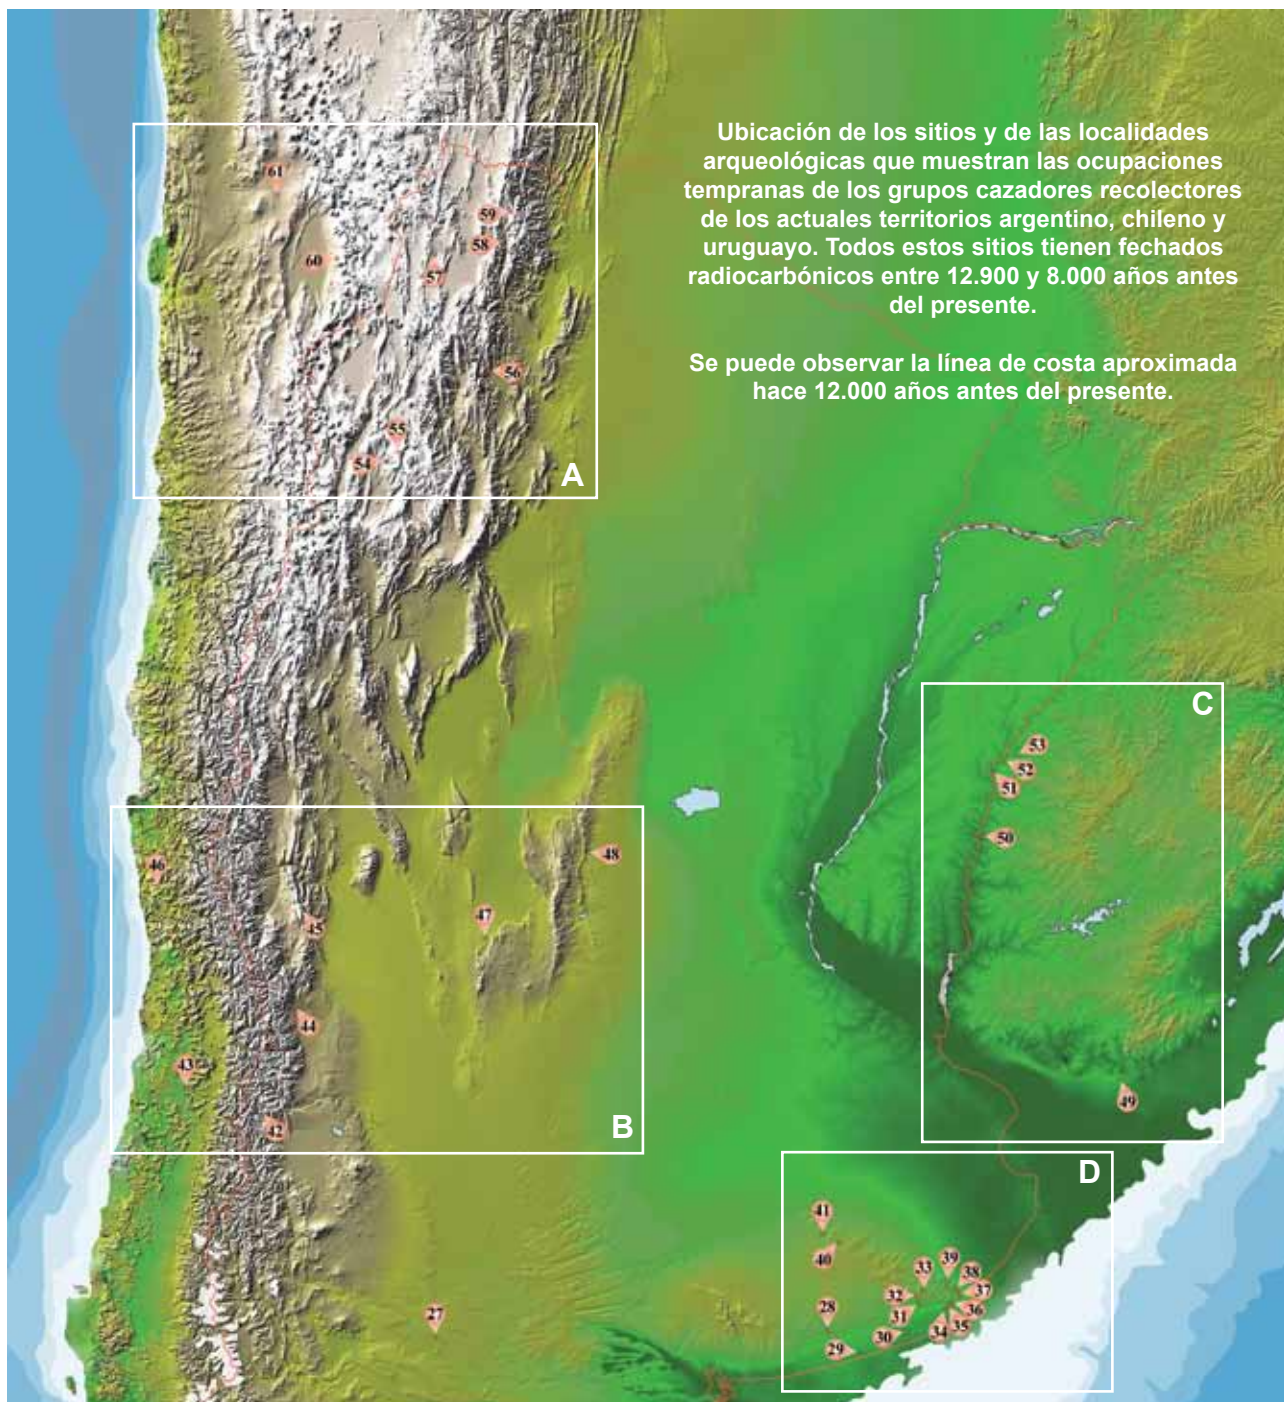 Ubicación de los sitios y de las localidades
arqueológicas que muestran las ocupaciones
tempranas de los grupos cazadores recolectores
de los actuales territorios argentino, chileno y
uruguayo. Todos estos sitios tienen fechados
radiocarbónicos entre 12.900 y 8.000 años antes
del presente.
Se puede observar la línea de costa aproximada
hace 12.000 años antes del presente.
61
59
58
60
57
56
55
54
A
C
53
52
51
50
49
46
48
47
45
44
43
42
B
D
41
40
39
33
38
37
32
28
36
31
35
34
30
29
27